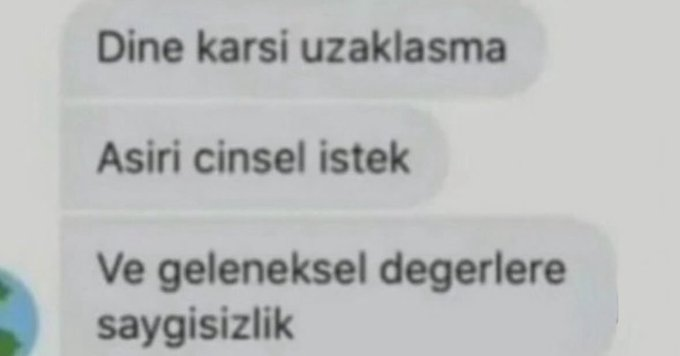 Dine karsi uzaklasma
Asiri cinsel istek
Ve geleneksel degerlere
saygisizlik